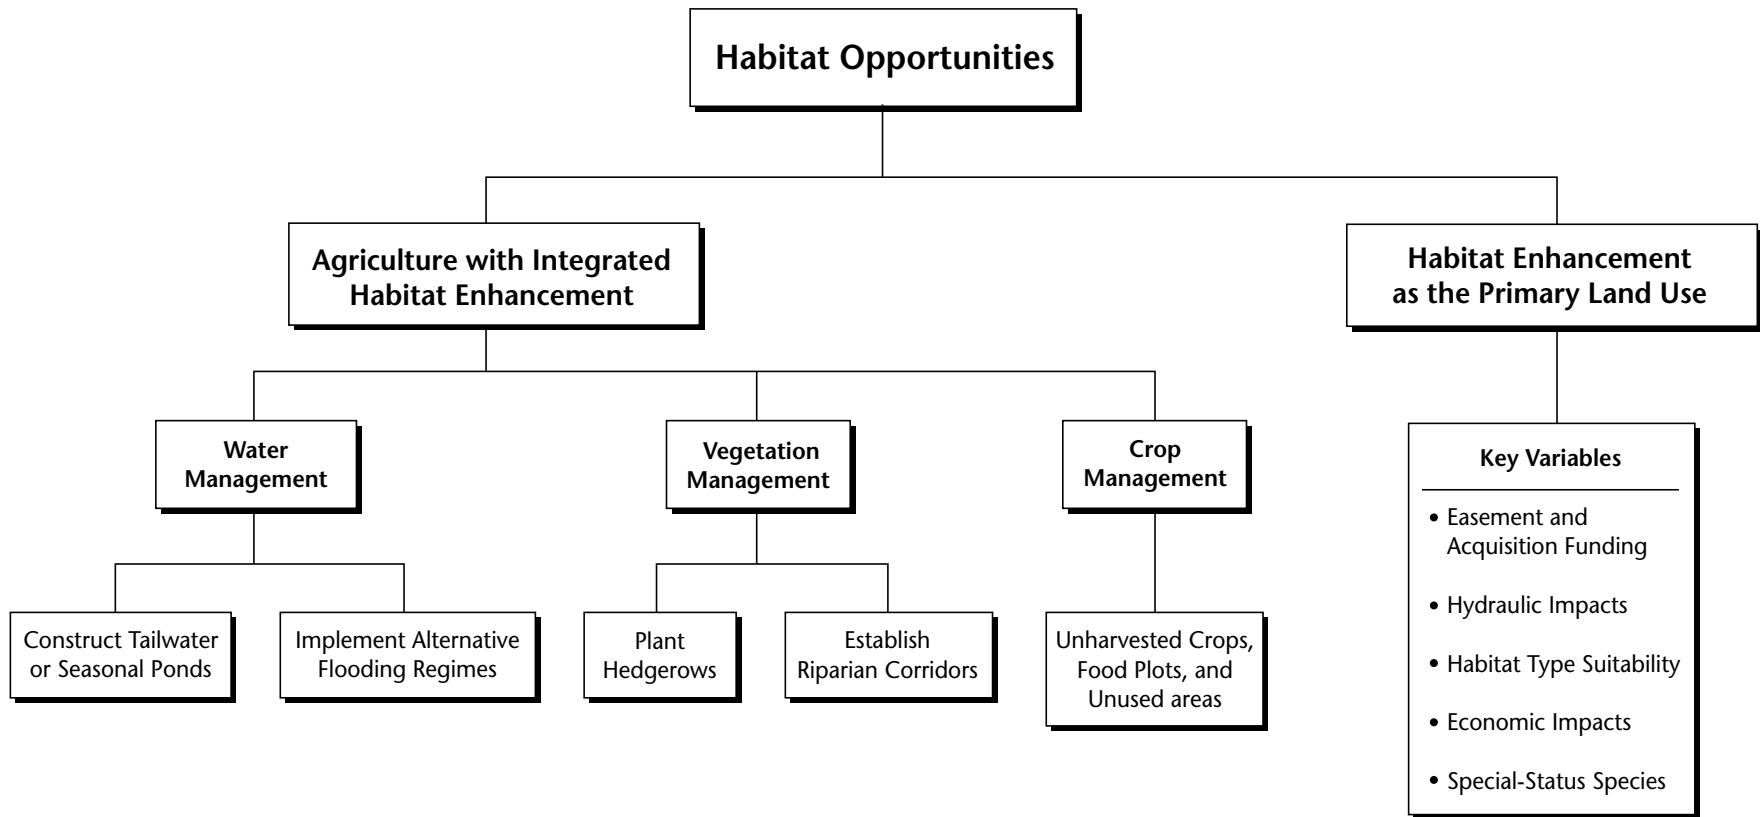 Habitat Opportunities
Agriculture with Integrated
Habitat Enhancement
Habitat Enhancement
as the Primary Land Use
Water
Management
Vegetation
Management
Crop
Management
Construct Tailwater
or Seasonal Ponds
Implement Alternative
Flooding Regimes
Plant
Hedgerows
Establish
Riparian Corridors
Unharvested Crops,
Food Plots, and
Unused areas
Key Variables
• Easement and
Acquisition Funding
• Hydraulic Impacts
• Habitat Type Suitability
• Economic Impacts
• Special-Status Species